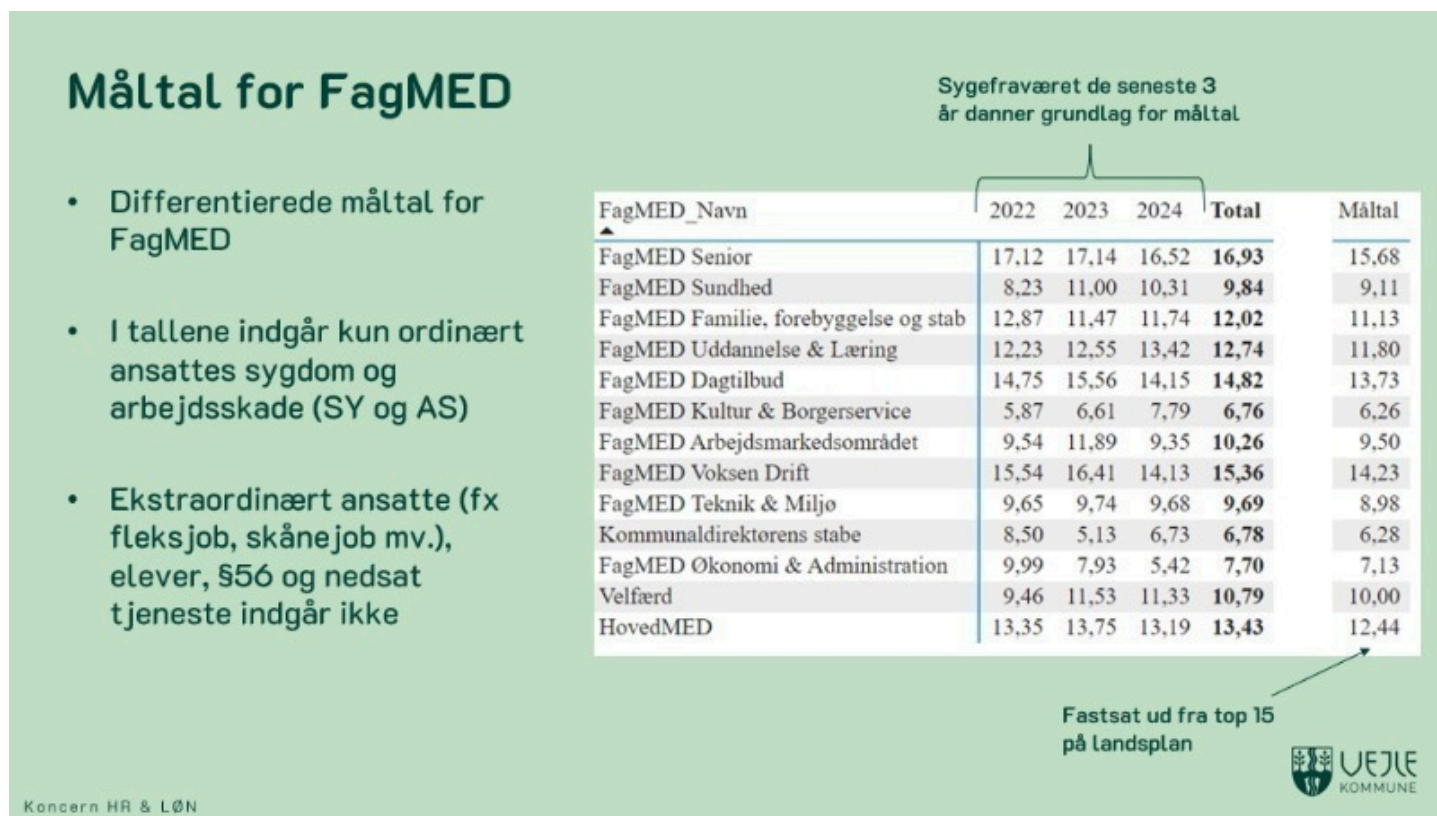 Måltal for FagMED
Sygefraværet de seneste 3
år danner grundlag for måltal
• Differentierede måltal for
FagMED
• I tallene indgår kun ordinært
ansattes sygdom og
arbejdsskade (SY og AS)
• Ekstraordinært ansatte (fx
fleksjob, skånejob mv.),
elever, §56 og nedsat
tjeneste indgår ikke
FagMED_Navn 2022 2023 2024 Total Måltal
FagMED Senior 17,12 17,14 16,52 16,93 15,68
FagMED Sundhed 8,23 11,00 10,31 9,84 9,11
FagMED Familie, forebyggelse og stab 12,87 11,47 11,74 12,02 11,13
FagMED Uddannelse & Læring 12,23 12,55 13,42 12,74 11,80
FagMED Dagtilbud 14,75 15,56 14,15 14,82 13,73
FagMED Kultur & Borgerservice 5,87 6,61 7,79 6,76 6,26
FagMED Arbejdsmarkedsområdet 9,54 11,89 9,35 10,26 9,50
FagMED Voksen Drift 15,54 16,41 14,13 15,36 14,23
FagMED Teknik & Miljø 9,65 9,74 9,68 9,69 8,98
Kommunaldirektørens stabe 8,50 5,13 6,73 6,78 6,28
FagMED Økonomi & Administration 9,99 7,93 5,42 7,70 7,13
Velfærd 9,46 11,53 11,33 10,79 10,00
HovedMED 13,35 13,75 13,19 13,43 12,44
Fastsat ud fra top 15
på landsplan
VEJLE
KOMMUNE
Koncern HR & LØN